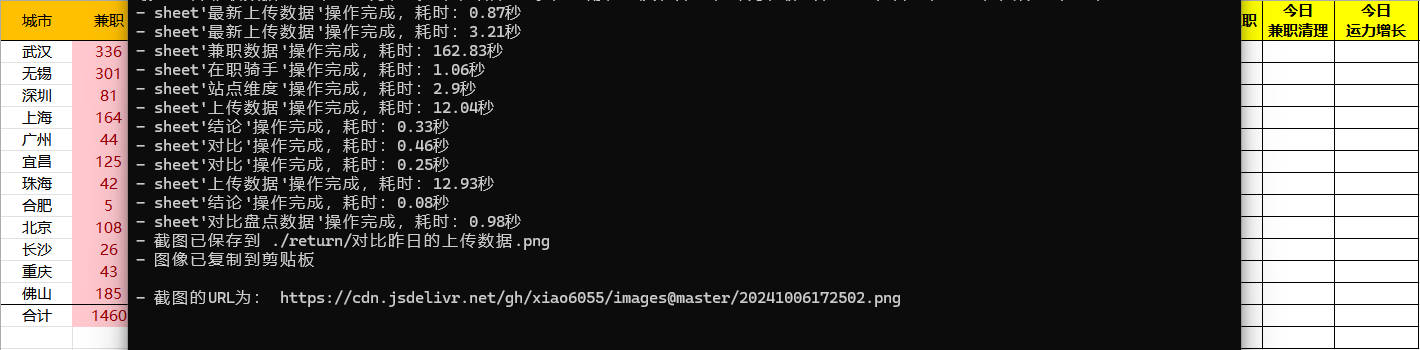 城市 兼职
武汉 336
无锡 301
深圳 81
上海 164
广州 44
宜昌 125
珠海 42
合肥 5
北京 108
长沙 26
重庆 43
佛山 185
合计 1460
- sheet'最新上传数据'操作完成, 耗时: 0.87秒
- sheet'最新上传数据'操作完成, 耗时: 3.21秒
- sheet'兼职数据'操作完成, 耗时: 162.83秒
- sheet'在职骑手'操作完成, 耗时: 1.06秒
- sheet'站点维度'操作完成, 耗时: 2.9秒
- sheet'上传数据'操作完成, 耗时: 12.04秒
- sheet'结论'操作完成, 耗时: 0.33秒
- sheet'对比'操作完成, 耗时: 0.46秒
- sheet'对比'操作完成, 耗时: 0.25秒
- sheet'上传数据'操作完成, 耗时: 12.93秒
- sheet'结论'操作完成, 耗时: 0.08秒
- sheet'对比盘点数据'操作完成, 耗时: 0.98秒
- 截图已保存到 ./return/对比昨日的上传数据.png
- 图像已复制到剪贴板
- 截图的URL为: https://cdn.jsdelivr.net/gh/xiao6055/images@master/20241006172502.png
职
今日
兼职清理
今日
运力增长